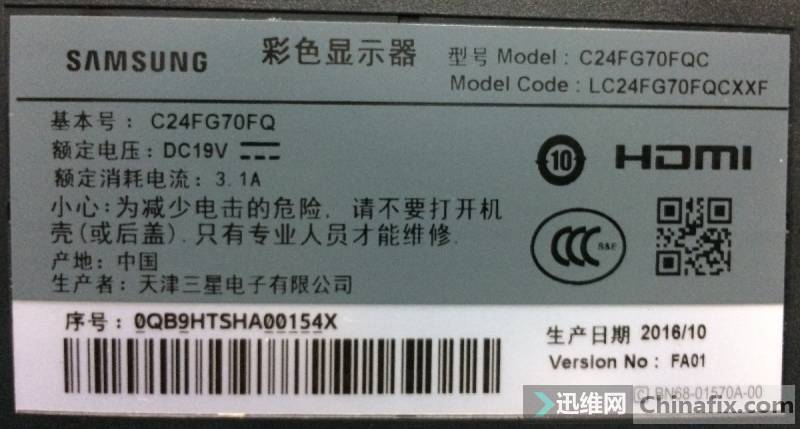 SAMSUNG 彩色显示器 型号 Model : C24FG70FQC
Model Code : LC24FG70FQCXXF
基本号: C24FG70FQ
额定电压: DC19V
额定消耗电流: 3.1A
10 HDMI
小心:为减少电击的危险, 请不要打开机
壳(或后盖).只有专业人员才能维修.
CCC S&E
产地: 中国
生产者: 天津三星电子有限公司
序号: 0QB9HTSHA00154X
生产日期 2016/10
Version No : FA01
(C) BN68-01570A-00
迅维网 Chinafix.com